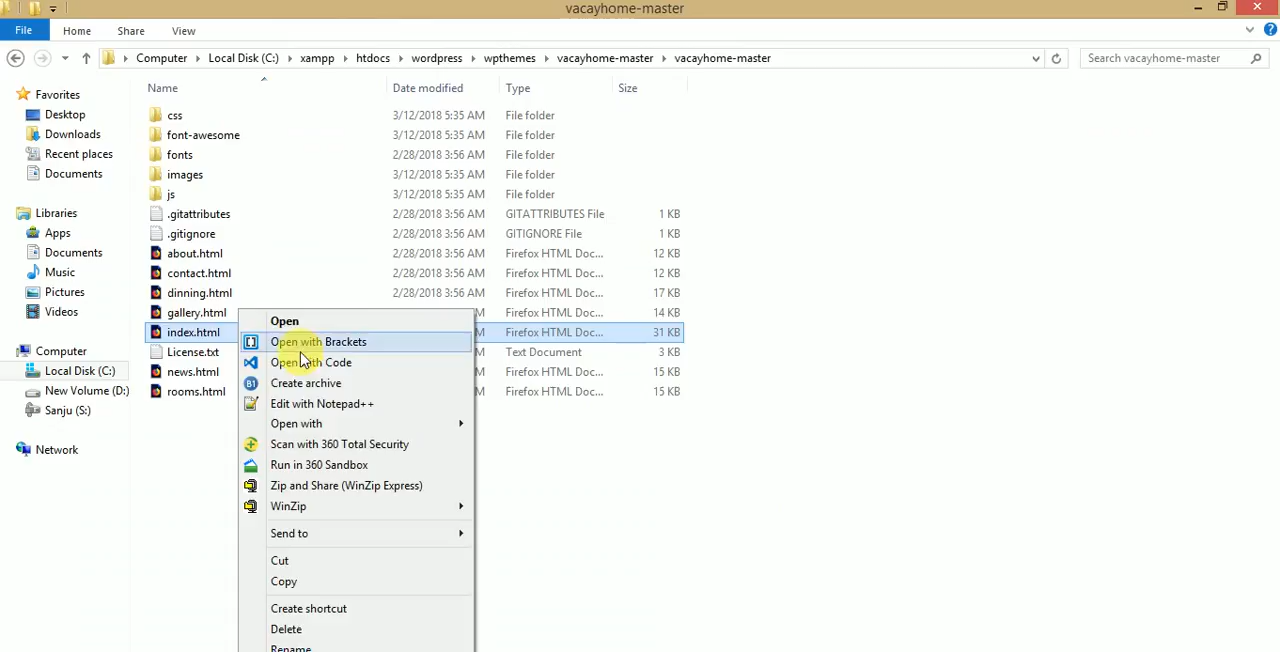 vacayhome-master
File Home Share View
Computer Local Disk (C:) xampp htdocs wordpress wpthemes vacayhome-master vacayhome-master Search vacayhome-master
Name Date modified Type Size
Favorites
Desktop
Downloads
Recent places
Documents
Libraries
Apps
Documents
Music
Pictures
Videos
Computer
Local Disk (C:)
New Volume (D:)
Sanju (S:)
Network
css 3/12/2018 5:35 AM File folder
font-awesome 3/12/2018 5:35 AM File folder
fonts 2/28/2018 3:56 AM File folder
images 3/12/2018 5:35 AM File folder
js 3/12/2018 5:35 AM File folder
.gitattributes 2/28/2018 3:56 AM GITATTRIBUTES File 1 KB
.gitignore 2/28/2018 3:56 AM GITIGNORE File 1 KB
about.html 2/28/2018 3:56 AM Firefox HTML Doc... 12 KB
contact.html 2/28/2018 3:56 AM Firefox HTML Doc... 12 KB
dinning.html 2/28/2018 3:56 AM Firefox HTML Doc... 17 KB
gallery.html M Firefox HTML Doc... 14 KB
index.html M Firefox HTML Doc... 31 KB
License.txt M Text Document 3 KB
news.html M Firefox HTML Doc... 15 KB
rooms.html M Firefox HTML Doc... 15 KB
Open
Open with Brackets
Open with Code
Create archive
Edit with Notepad++
Open with
Scan with 360 Total Security
Run in 360 Sandbox
Zip and Share (WinZip Express)
WinZip
Send to
Cut
Copy
Create shortcut
Delete
Rename